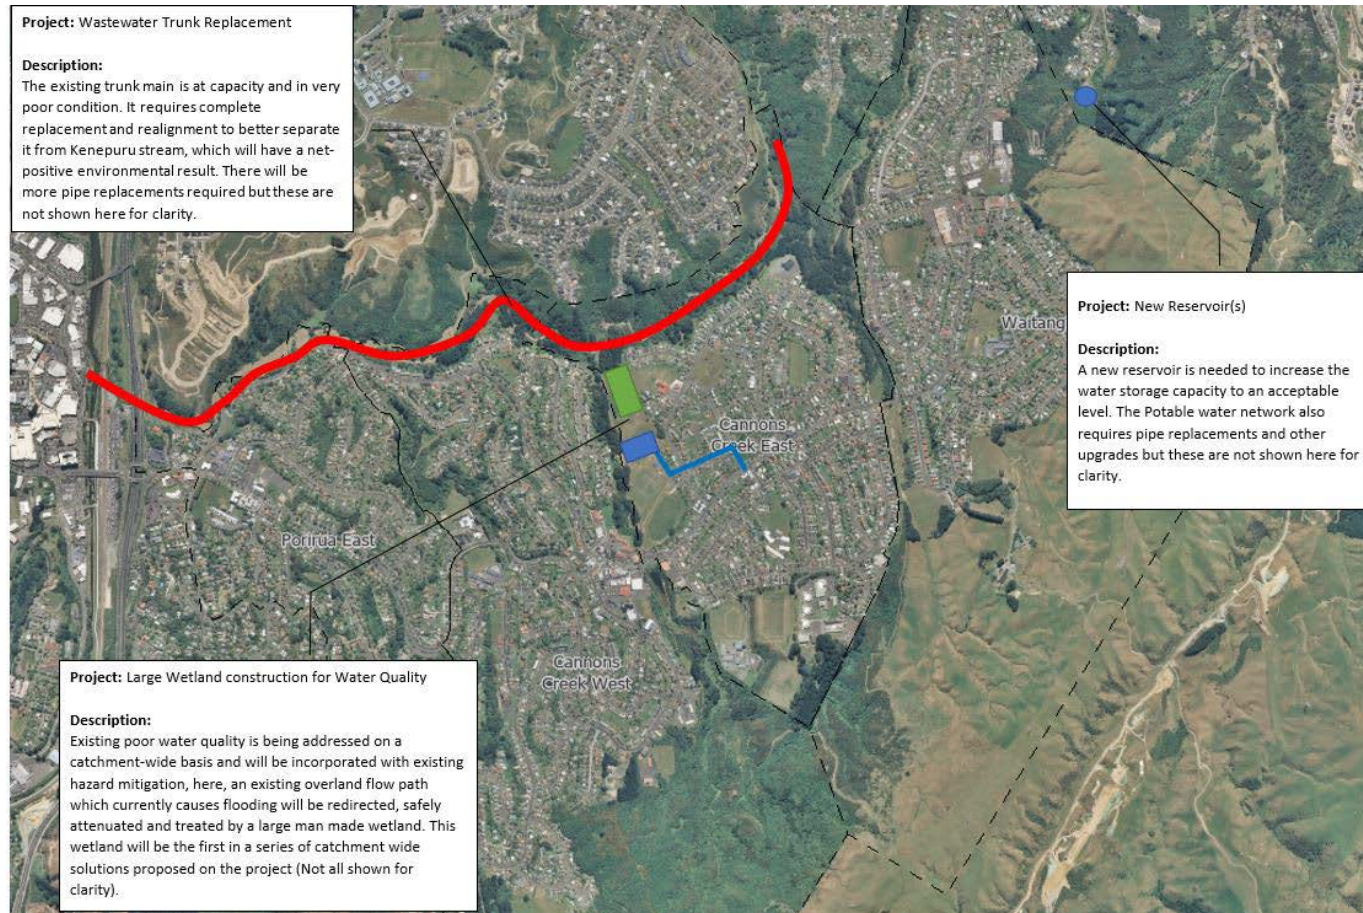 Project: Wastewater Trunk Replacement
Description:
The existing trunk main is at capacity and in very
poor condition. It requires complete
replacement and realignment to better separate
it from Kenepuru stream, which will have a net-
positive environmental result. There will be
more pipe replacements required but these are
not shown here for clarity.
Project: New Reservoir(s)
Description:
A new reservoir is needed to increase the
water storage capacity to an acceptable
level. The Potable water network also
requires pipe replacements and other
upgrades but these are not shown here for
clarity.
Waitang
Cannons
Creek East
Porirua East
Cannons
Creek West
Project: Large Wetland construction for Water Quality
Description:
Existing poor water quality is being addressed on a
catchment-wide basis and will be incorporated with existing
hazard mitigation, here, an existing overland flow path
which currently causes flooding will be redirected, safely
attenuated and treated by a large man made wetland. This
wetland will be the first in a series of catchment wide
solutions proposed on the project (Not all shown for
clarity).